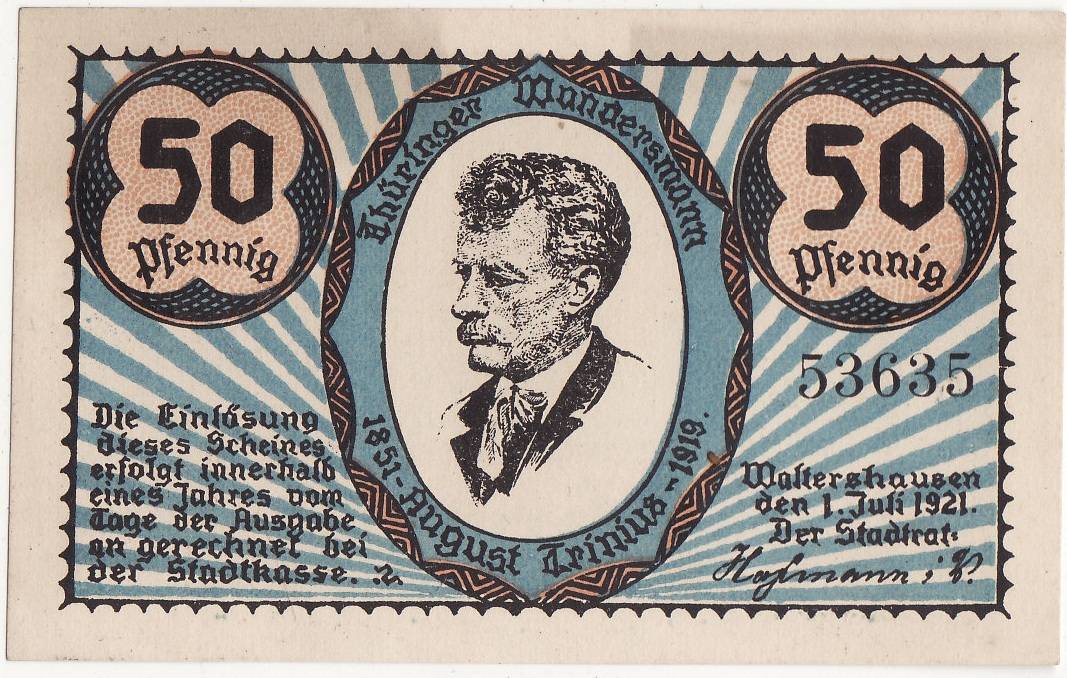 50
Pfennig
Thüringer Wandersmann
1851-August Trinius-1919.
50
Pfennig
53635
Die Einlösung
dieses Scheines
erfolgt innerhalb
eines Jahres vom
Tage der Ausgabe
an gerechnet bei
der Stadtkasse. 2.
Waltershausen
den 1. Juli 1921.
Der Stadtrat:
Hofmann i. V.